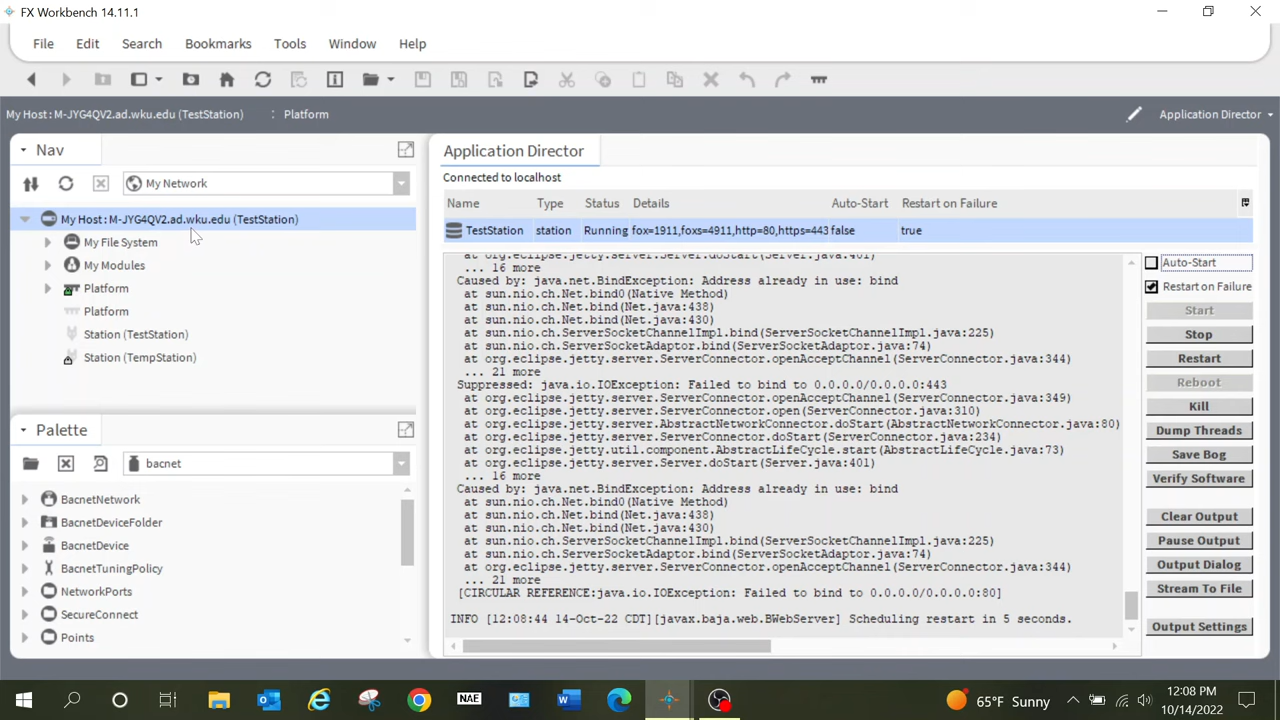 FX Workbench 14.11.1
File Edit Search Bookmarks Tools Window Help
My Host : M-JYG4QV2.ad.wku.edu (TestStation) : Platform
Application Director
Nav
My Network
My Host : M-JYG4QV2.ad.wku.edu (TestStation)
My File System
My Modules
Platform
Platform
Station (TestStation)
Station (TempStation)
Palette
bacnet
BacnetNetwork
BacnetDeviceFolder
BacnetDevice
BacnetTuningPolicy
NetworkPorts
SecureConnect
Points
Application Director
Connected to localhost
Name Type Status Details Auto-Start Restart on Failure
TestStation station Running fox=1911,foxs=4911,http=80,https=443 false true
at org.eclipse.jetty.server.Server.doStart(Server.java:401)
... 16 more
Caused by: java.net.BindException: Address already in use: bind
at sun.nio.ch.Net.bind0(Native Method)
at sun.nio.ch.Net.bind(Net.java:438)
at sun.nio.ch.Net.bind(Net.java:430)
at sun.nio.ch.ServerSocketChannelImpl.bind(ServerSocketChannelImpl.java:225)
at sun.nio.ch.ServerSocketAdaptor.bind(ServerSocketAdaptor.java:74)
at org.eclipse.jetty.server.ServerConnector.openAcceptChannel(ServerConnector.java:344)
... 21 more
Suppressed: java.io.IOException: Failed to bind to 0.0.0.0/0.0.0.0:443
at org.eclipse.jetty.server.ServerConnector.openAcceptChannel(ServerConnector.java:349)
at org.eclipse.jetty.server.ServerConnector.open(ServerConnector.java:310)
at org.eclipse.jetty.server.AbstractNetworkConnector.doStart(AbstractNetworkConnector.java:80)
at org.eclipse.jetty.server.ServerConnector.doStart(ServerConnector.java:234)
at org.eclipse.jetty.util.component.AbstractLifeCycle.start(AbstractLifeCycle.java:73)
at org.eclipse.jetty.server.Server.doStart(Server.java:401)
... 16 more
Caused by: java.net.BindException: Address already in use: bind
at sun.nio.ch.Net.bind0(Native Method)
at sun.nio.ch.Net.bind(Net.java:438)
at sun.nio.ch.Net.bind(Net.java:430)
at sun.nio.ch.ServerSocketChannelImpl.bind(ServerSocketChannelImpl.java:225)
at sun.nio.ch.ServerSocketAdaptor.bind(ServerSocketAdaptor.java:74)
at org.eclipse.jetty.server.ServerConnector.openAcceptChannel(ServerConnector.java:344)
... 21 more
[CIRCULAR REFERENCE:java.io.IOException: Failed to bind to 0.0.0.0/0.0.0.0:80]
INFO [12:08:44 14-Oct-22 CDT][javax.baja.web.BWebServer] Scheduling restart in 5 seconds.
Auto-Start
Restart on Failure
Start
Stop
Restart
Reboot
Kill
Dump Threads
Save Bog
Verify Software
Clear Output
Pause Output
Output Dialog
Stream To File
Output Settings
NAE
65°F Sunny
12:08 PM
10/14/2022